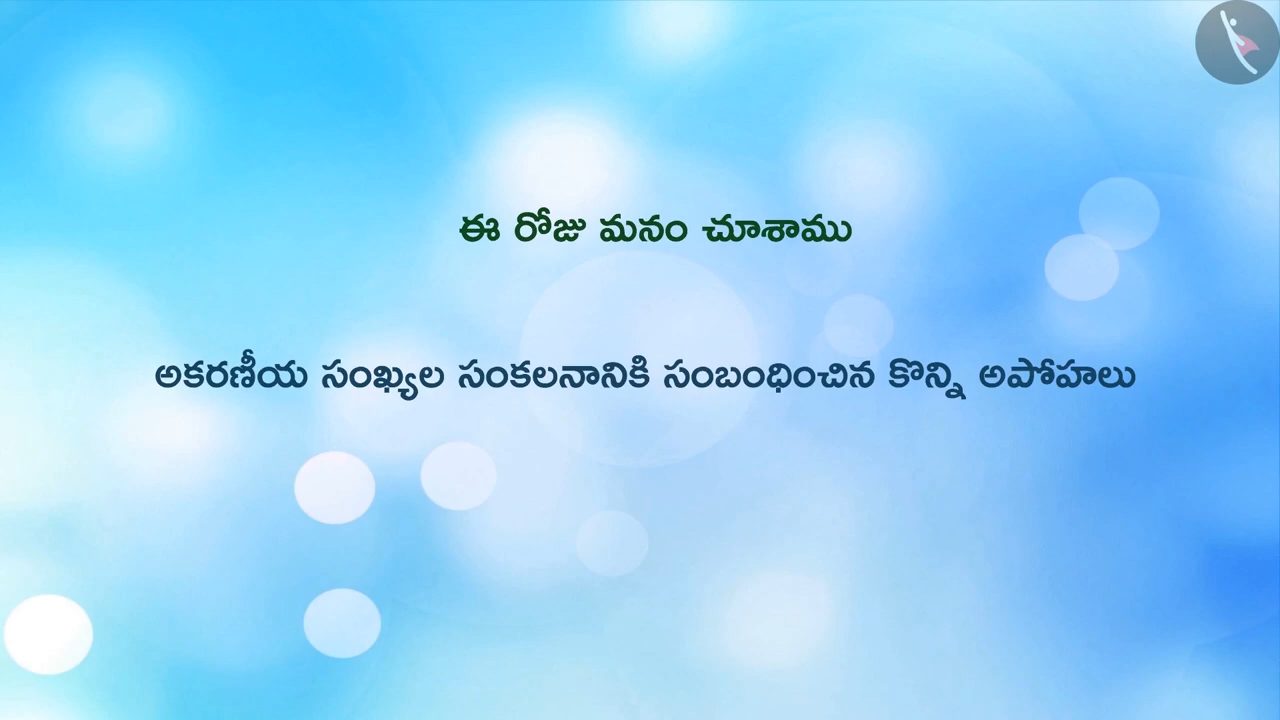 ఈ రోజు మనం చూశాము
అకరణీయ సంఖ్యల సంకలనానికి సంబంధించిన కొన్ని అపోహలు